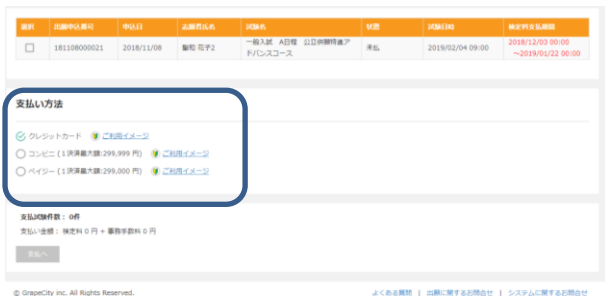 選択 出願申込番号 申込日 志願者氏名 試験名 状態 試験日時 検定料支払期間
181108000021 2018/11/08 聖和 花子2 一般入試 A日程 公立併願特進アドバンスコース 未払 2019/02/04 09:00 2018/12/03 00:00 ~2019/01/22 00:00
支払い方法
クレジットカード ご利用イメージ
コンビニ (1決済最大額:299,999 円) ご利用イメージ
ペイジー (1決済最大額:299,000 円) ご利用イメージ
支払試験件数: 0件
支払い金額: 検定料 0 円 + 事務手数料 0 円
支払へ
© GrapeCity inc. All Rights Reserved. よくある質問 | 出願に関するお問合せ | システムに関するお問合せ